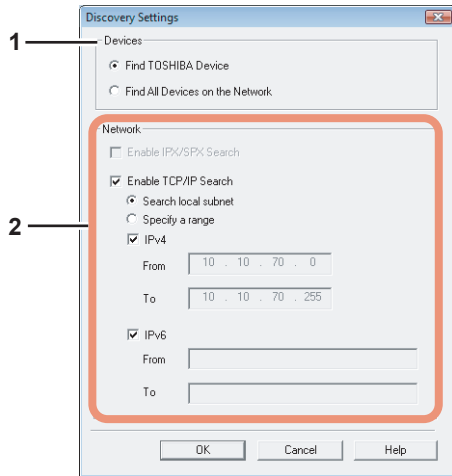 Discovery Settings
1
Devices
Find TOSHIBA Device
Find All Devices on the Network
2
Network
Enable IPX/SPX Search
Enable TCP/IP Search
Search local subnet
Specify a range
IPv4
From 10 . 10 . 70 . 0
To 10 . 10 . 70 . 255
IPv6
From
To
OK Cancel Help